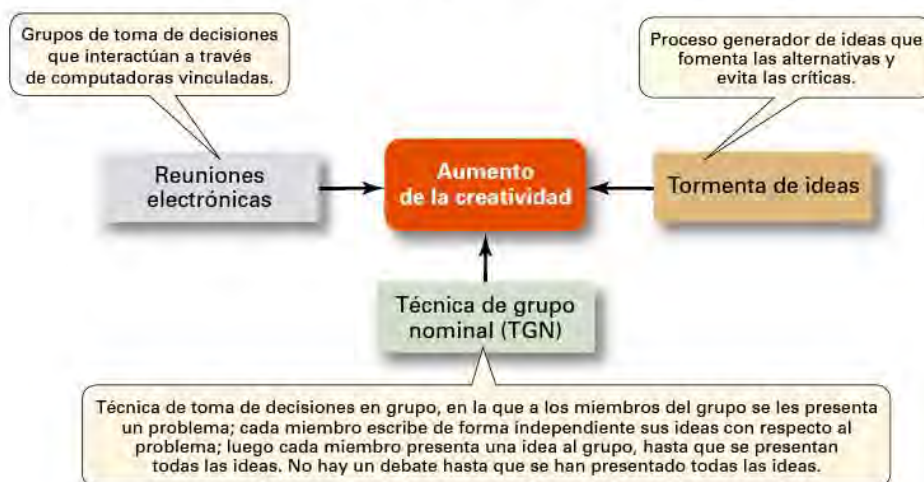 Grupos de toma de decisiones
que interactúan a través
de computadoras vinculadas.
Proceso generador de ideas que
fomenta las alternativas y
evita las críticas.
Reuniones
electrónicas
Aumento
de la creatividad
Tormenta de ideas
Técnica de grupo
nominal (TGN)
Técnica de toma de decisiones en grupo, en la que a los miembros del grupo se les presenta
un problema; cada miembro escribe de forma independiente sus ideas con respecto al
problema; luego cada miembro presenta una idea al grupo, hasta que se presentan
todas las ideas. No hay un debate hasta que se han presentado todas las ideas.